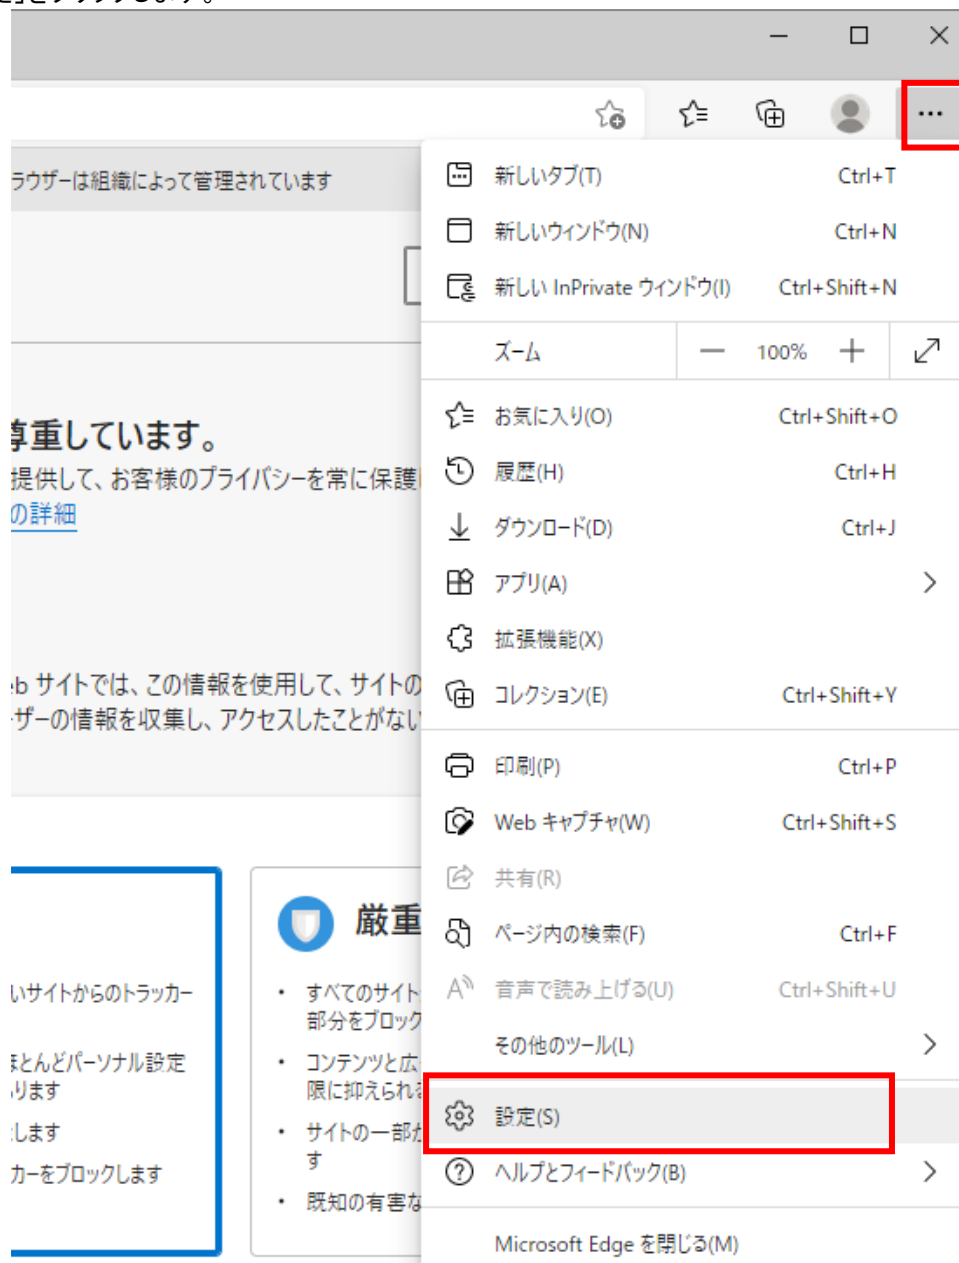 ラウザーは組織によって管理されています
新しいタブ(T) Ctrl+T
新しいウィンドウ(N) Ctrl+N
新しい InPrivate ウィンドウ(I) Ctrl+Shift+N
ズーム 100%
お気に入り(O) Ctrl+Shift+O
履歴(H) Ctrl+H
ダウンロード(D) Ctrl+J
アプリ(A)
拡張機能(X)
コレクション(E) Ctrl+Shift+Y
印刷(P) Ctrl+P
Web キャプチャ(W) Ctrl+Shift+S
共有(R)
ページ内の検索(F) Ctrl+F
音声で読み上げる(U) Ctrl+Shift+U
その他のツール(L)
設定(S)
ヘルプとフィードバック(B)
Microsoft Edge を閉じる(M)
尊重しています。
提供して、お客様のプライバシーを常に保護
の詳細
eb サイトでは、この情報を使用して、サイトの
ーザーの情報を収集し、アクセスしたことがない
いサイトからのトラッカー
ほとんどパーソナル設定
ります
します
カーをブロックします
厳重
• すべてのサイト
部分をブロック
• コンテンツと広
限に抑えられ
• サイトの一部が
す
• 既知の有害な